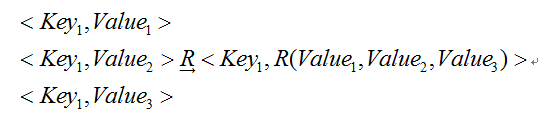 < Key₁,Value₁ >
< Key₁,Value₂ > R→ < Key₁,R(Value₁,Value₂,Value₃) >↵
< Key₁,Value₃ >